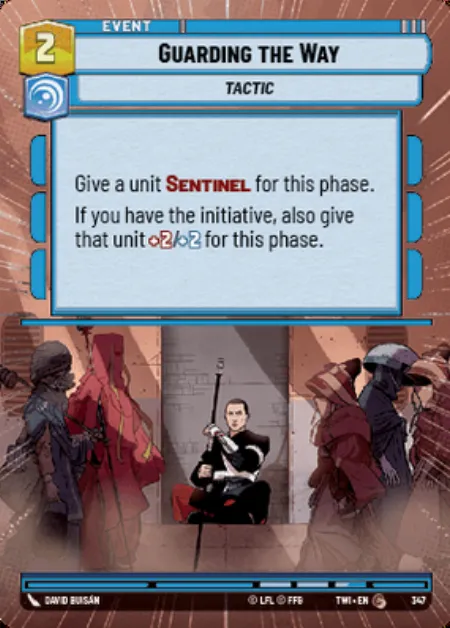 EVENT
2
GUARDING THE WAY
TACTIC
Give a unit SENTINEL for this phase.
If you have the initiative, also give
that unit +2/+2 for this phase.
DAVID BUISÁN
© LFL © FFG
TWI • EN
347